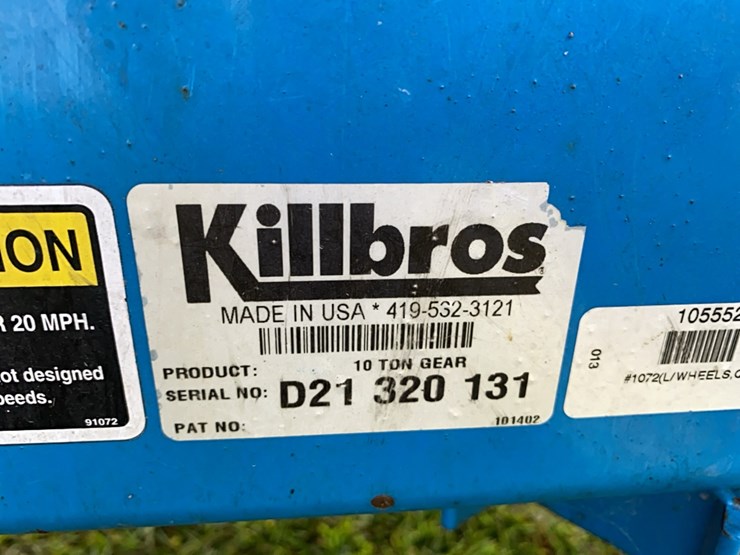 ION
R 20 MPH.
ot designed
peeds.
91072
Killbros
MADE IN USA * 419-532-3121
PRODUCT: 10 TON GEAR
SERIAL NO: D21 320 131
PAT NO: 101402
105552
013
#1072(L/WHEELS,